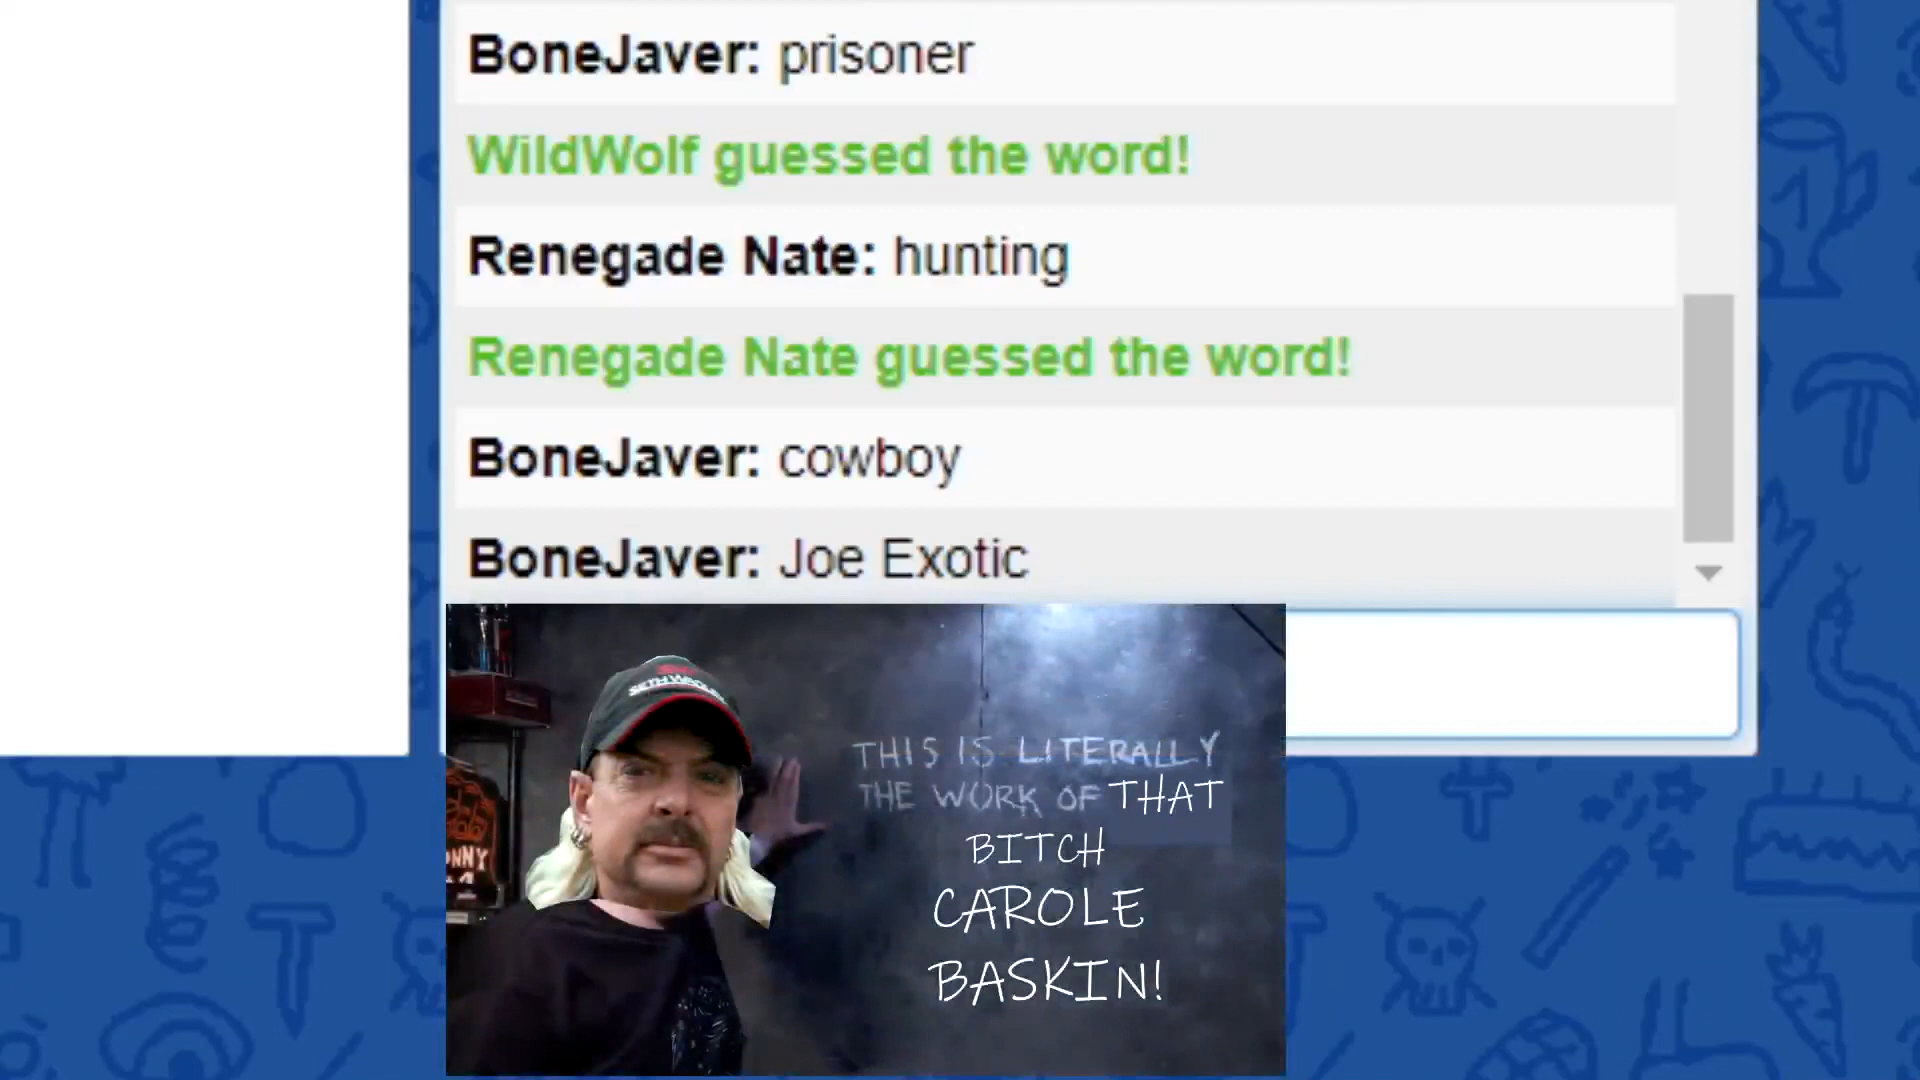 BoneJaver: prisoner
WildWolf guessed the word!
Renegade Nate: hunting
Renegade Nate guessed the word!
BoneJaver: cowboy
BoneJaver: Joe Exotic
THIS IS LITERALLY
THE WORK OF THAT
BITCH
CAROLE
BASKIN!